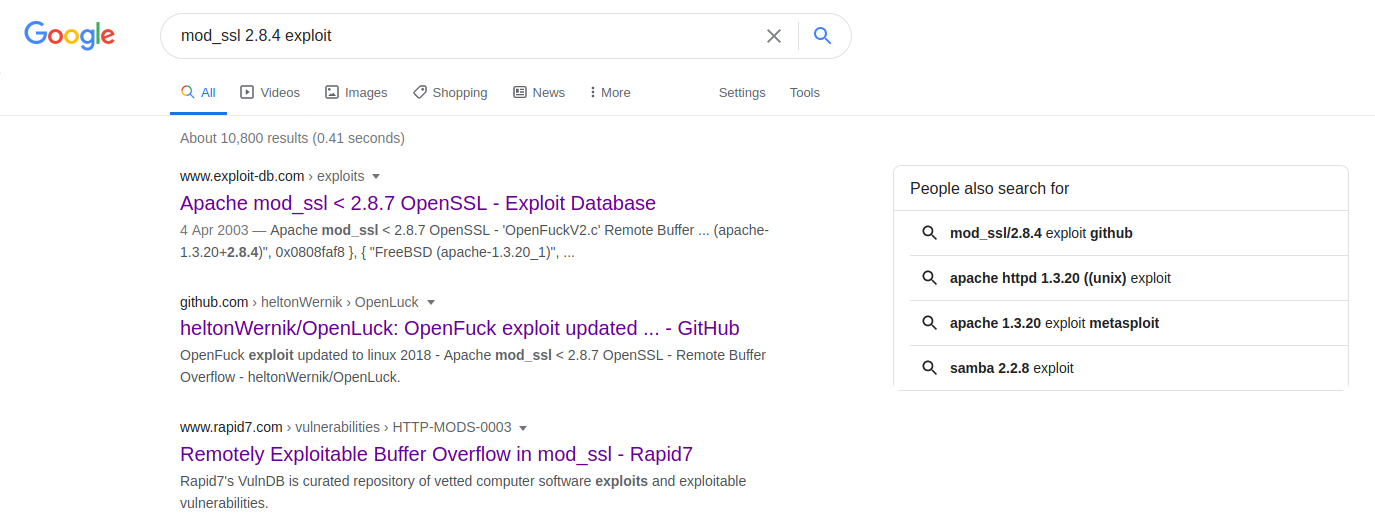 Google
mod_ssl 2.8.4 exploit
All Videos Images Shopping News More Settings Tools
About 10,800 results (0.41 seconds)
www.exploit-db.com › exploits
Apache mod_ssl < 2.8.7 OpenSSL - Exploit Database
4 Apr 2003 — Apache mod_ssl < 2.8.7 OpenSSL - 'OpenFuckV2.c' Remote Buffer ... (apache-
1.3.20+2.8.4)", 0x0808faf8 }, { "FreeBSD (apache-1.3.20_1)", ...
github.com › heltonWernik › OpenLuck
heltonWernik/OpenLuck: OpenFuck exploit updated ... - GitHub
OpenFuck exploit updated to linux 2018 - Apache mod_ssl < 2.8.7 OpenSSL - Remote Buffer
Overflow - heltonWernik/OpenLuck.
www.rapid7.com › vulnerabilities › HTTP-MODS-0003
Remotely Exploitable Buffer Overflow in mod_ssl - Rapid7
Rapid7's VulnDB is curated repository of vetted computer software exploits and exploitable
vulnerabilities.
People also search for
mod_ssl/2.8.4 exploit github
apache httpd 1.3.20 ((unix) exploit
apache 1.3.20 exploit metasploit
samba 2.2.8 exploit